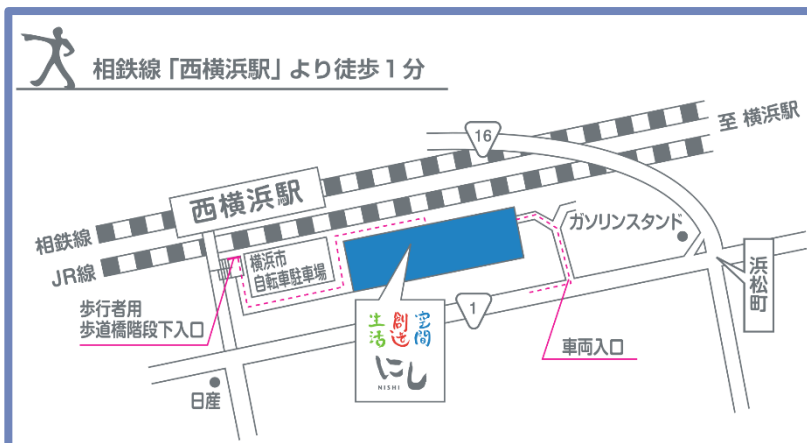 相鉄線「西横浜駅」より徒歩1分
16
至 横浜駅
西横浜駅
相鉄線
JR線
ガソリンスタンド
横浜市
自転車駐車場
浜松町
歩行者用
歩道橋階段下入口
1
生活
創造
空間
にし
NISHI
車両入口
日産